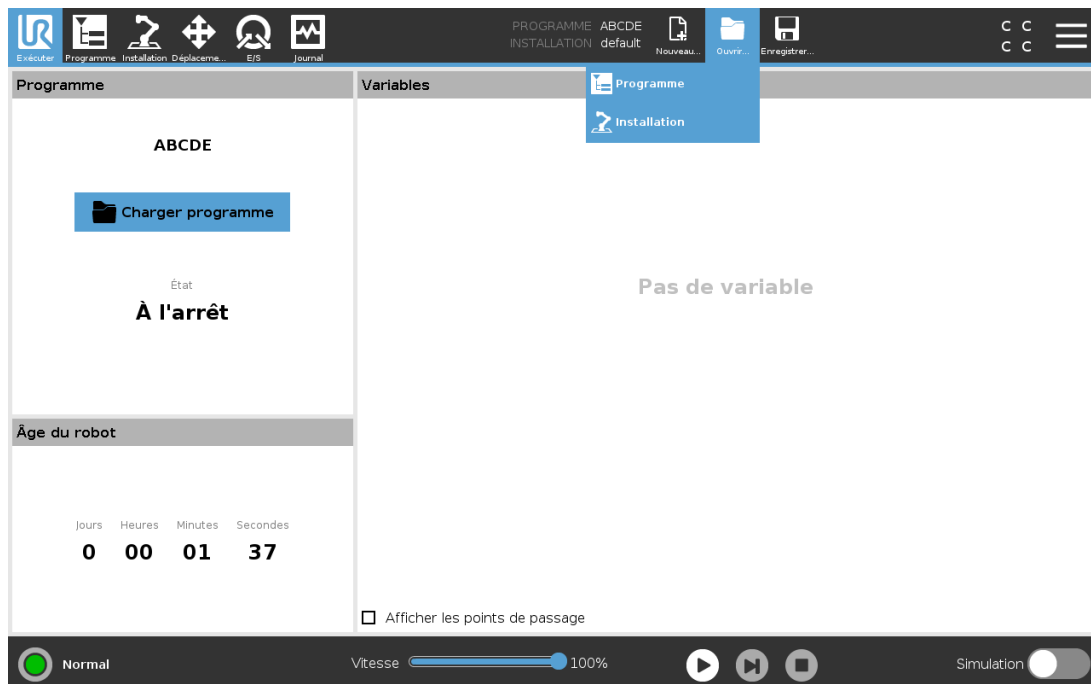 UR
Exécuter
Programme
Installation
Déplaceme...
E/S
Journal
PROGRAMME ABCDE
INSTALLATION default
Nouveau...
Ouvrir...
Enregistrer...
C C
C C
Programme
Installation
Programme
ABCDE
Charger programme
État
À l'arrêt
Variables
Pas de variable
Âge du robot
Jours Heures Minutes Secondes
0 00 01 37
Afficher les points de passage
Normal
Vitesse 100%
Simulation